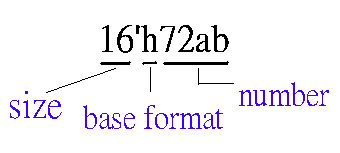 16'h72ab
size
base format
number